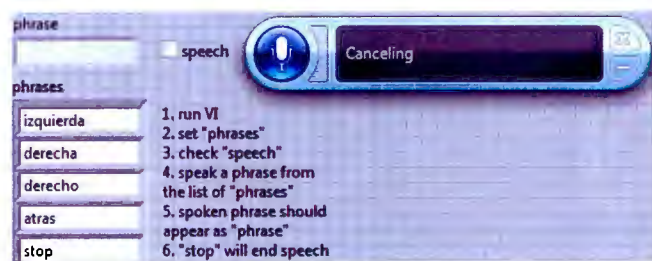 phrase
speech
Canceling
phrases
izquierda
derecha
derecho
atras
stop
1. run VI
2. set "phrases"
3. check "speech"
4. speak a phrase from
the list of "phrases"
5. spoken phrase should
appear as "phrase"
6. "stop" will end speech